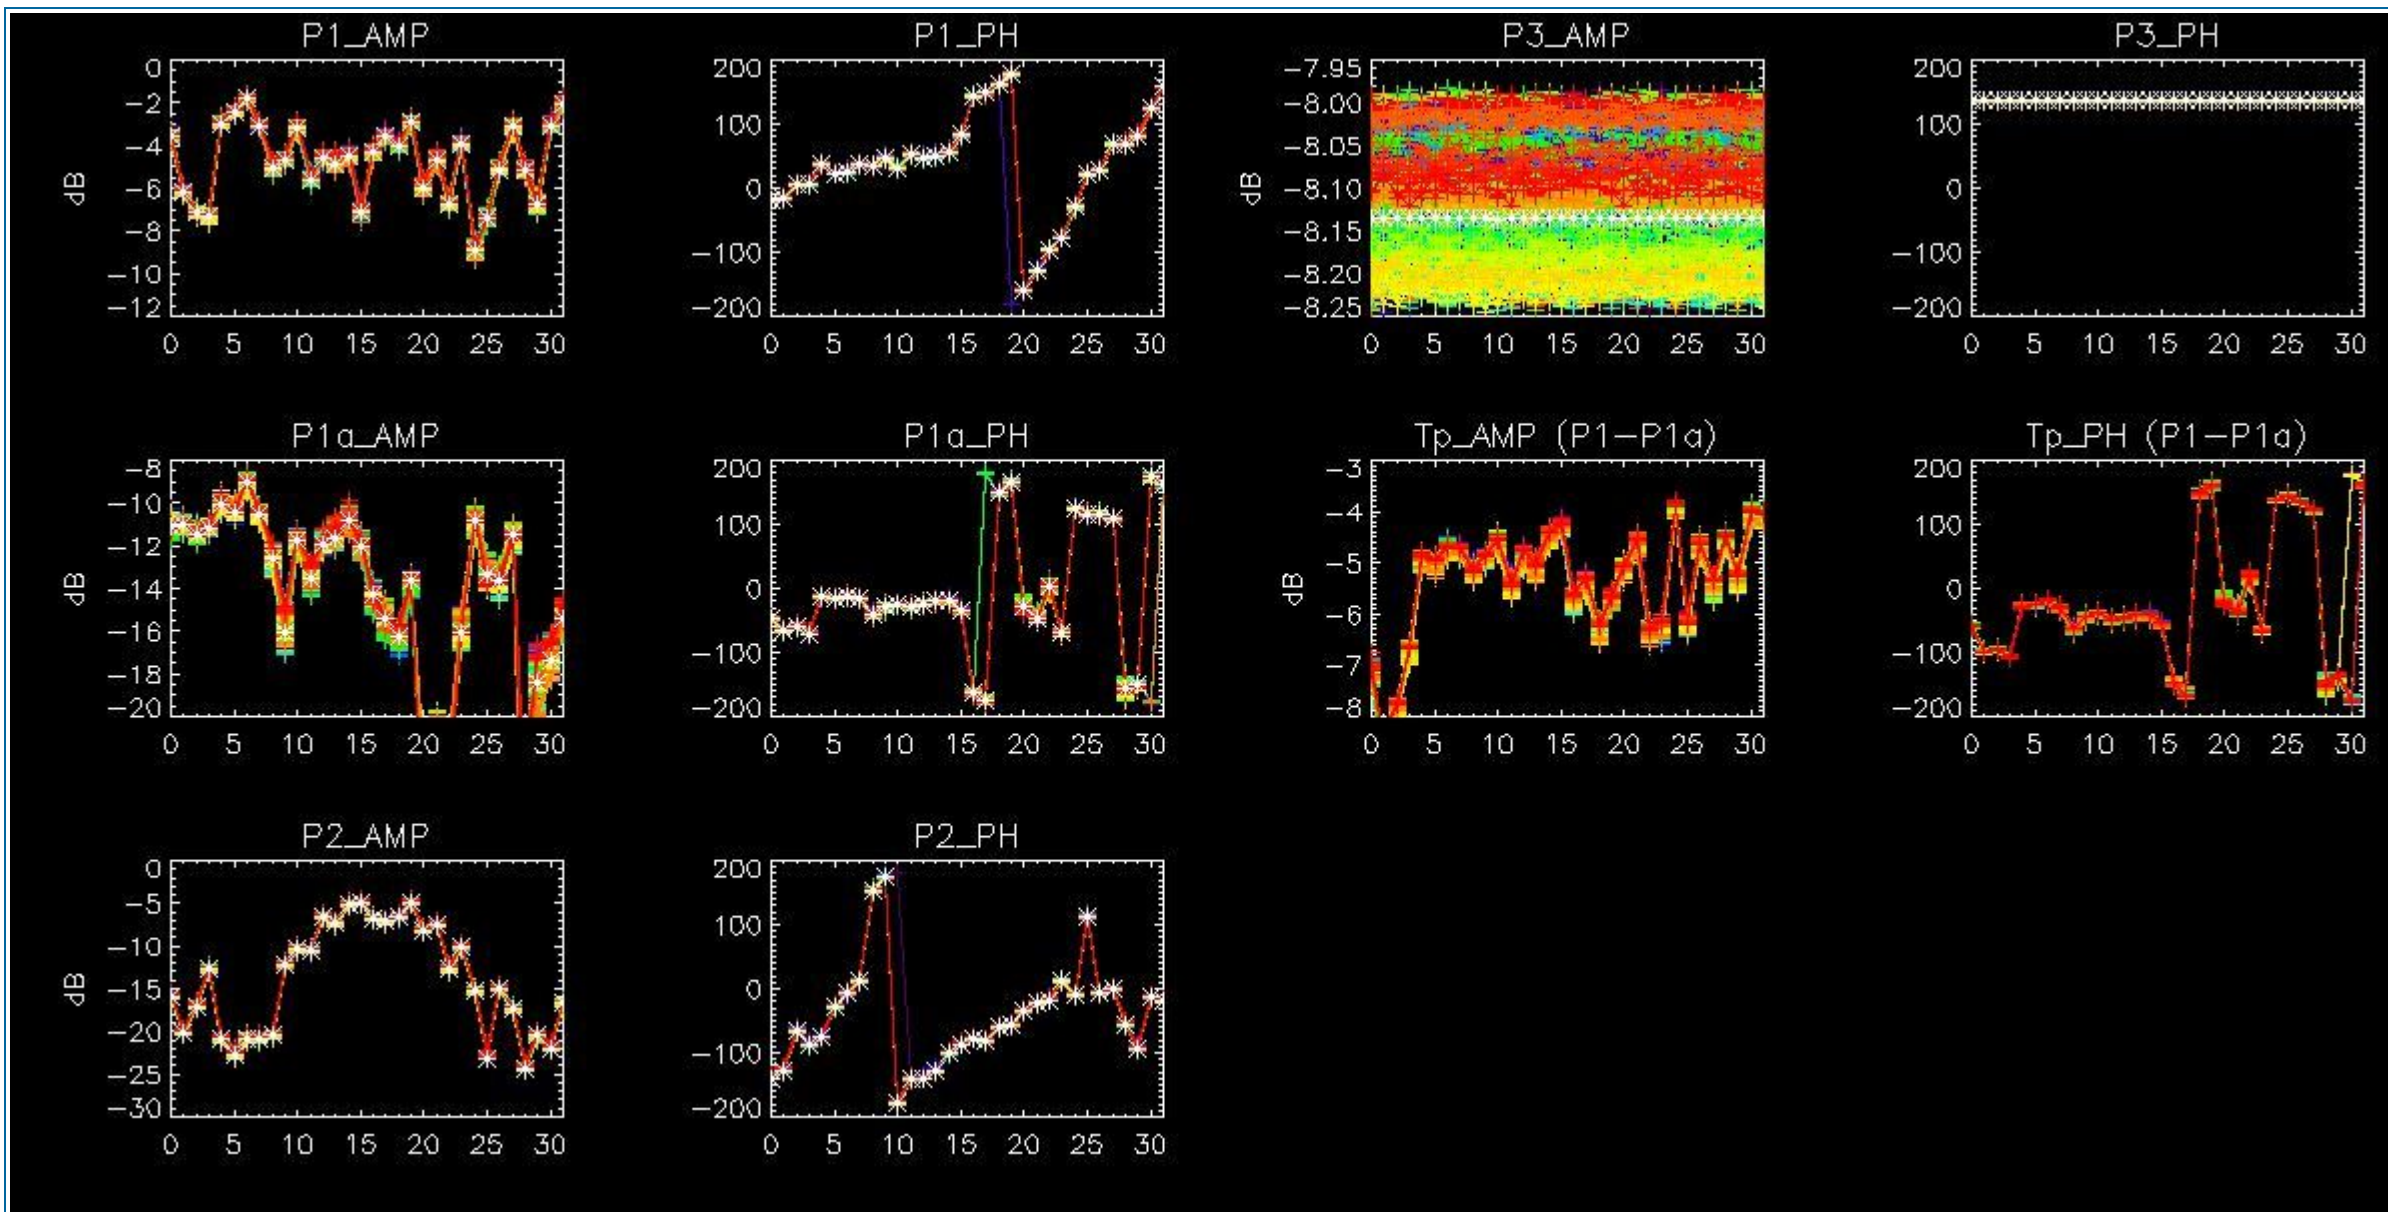 P1_AMP
0
−2
−4
−6
−8
−10
−12
dB
0 5 10 15 20 25 30
P1_PH
200
100
0
−100
−200
0 5 10 15 20 25 30
P3_AMP
−7.95
−8.00
−8.05
−8.10
−8.15
−8.20
−8.25
dB
0 5 10 15 20 25 30
P3_PH
200
100
0
−100
−200
0 5 10 15 20 25 30
P1a_AMP
−8
−10
−12
−14
−16
−18
−20
dB
0 5 10 15 20 25 30
P1a_PH
200
100
0
−100
−200
0 5 10 15 20 25 30
Tp_AMP (P1−P1a)
−3
−4
−5
−6
−7
−8
dB
0 5 10 15 20 25 30
Tp_PH (P1−P1a)
200
100
0
−100
−200
0 5 10 15 20 25 30
P2_AMP
0
−5
−10
−15
−20
−25
−30
dB
0 5 10 15 20 25 30
P2_PH
200
100
0
−100
−200
0 5 10 15 20 25 30